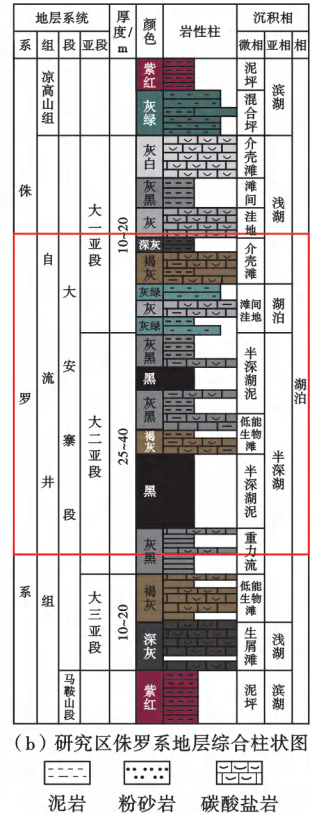 地层系统
厚度/m
颜色
岩性柱
沉积相
系
组
段
亚段
微相
亚相
相
侏罗系
凉高山组
自流井组
大安寨段
马鞍山段
大一亚段
大二亚段
大三亚段
10~20
25~40
10~20
紫红
灰绿
灰白
灰黑
灰
深灰
褐灰
灰绿
灰
灰绿
灰黑
黑
灰黑
褐灰
黑
灰黑
褐灰
深灰
紫红
泥坪
混合坪
介壳滩
滩间
洼地
介壳滩
滩间洼地
半深湖泥
低能生物滩
半深湖泥
重力流
低能生物滩
生屑滩
泥坪
滨湖
浅湖
湖泊
半深湖
浅湖
滨湖
湖泊
(b) 研究区侏罗系地层综合柱状图
泥岩
粉砂岩
碳酸盐岩